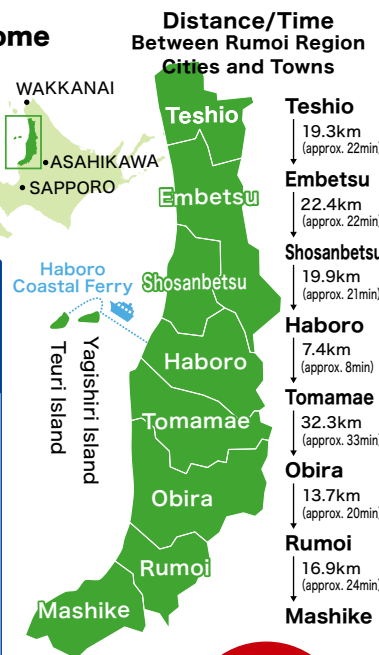 ome
Distance/Time
Between Rumoi Region
Cities and Towns
WAKKANAI
ASAHIKAWA
SAPPORO
Haboro
Coastal Ferry
Teuri Island
Yagishiri Island
Teshio
Embetsu
Shosanbetsu
Haboro
Tomamae
Obira
Rumoi
Mashike
Teshio
19.3km
(approx. 22min)
Embetsu
22.4km
(approx. 22min)
Shosanbetsu
19.9km
(approx. 21min)
Haboro
7.4km
(approx. 8min)
Tomamae
32.3km
(approx. 33min)
Obira
13.7km
(approx. 20min)
Rumoi
16.9km
(approx. 24min)
Mashike